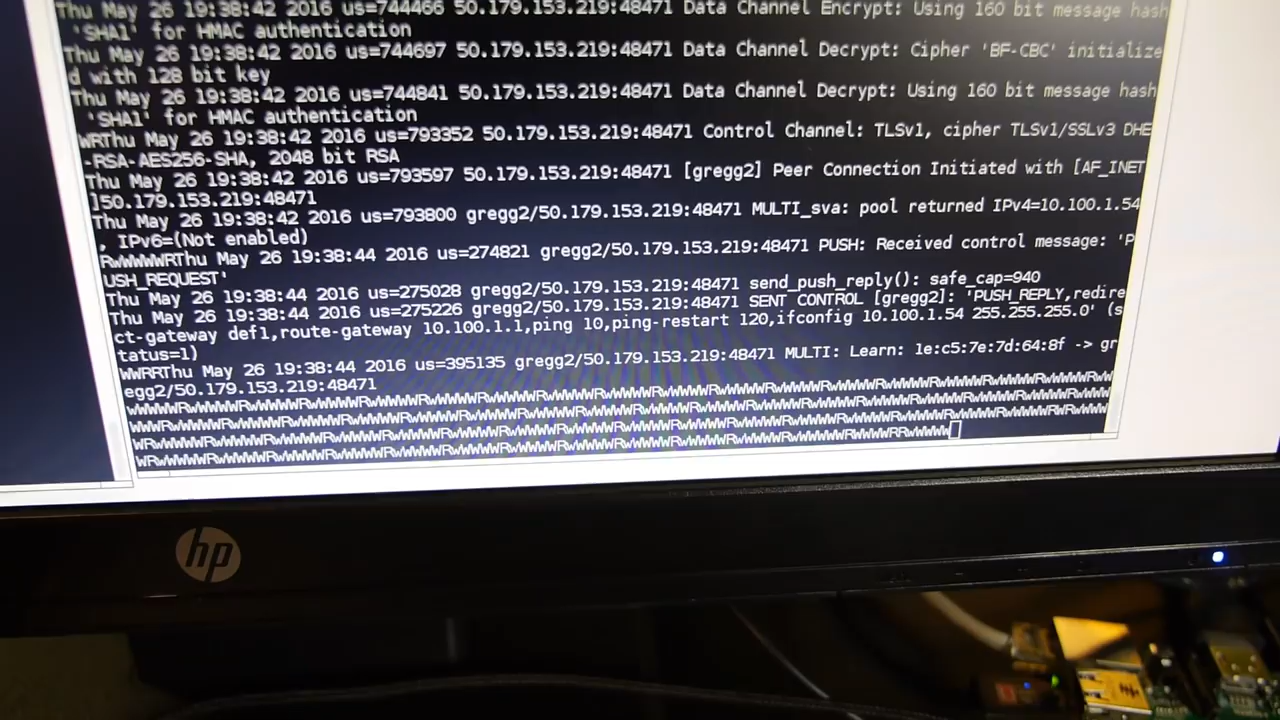 Thu May 26 19:38:42 2016 us=744466 50.179.153.219:48471 Data Channel Encrypt: Using 160 bit message hash
'SHA1' for HMAC authentication
Thu May 26 19:38:42 2016 us=744697 50.179.153.219:48471 Data Channel Decrypt: Cipher 'BF-CBC' initialize
d with 128 bit key
Thu May 26 19:38:42 2016 us=744841 50.179.153.219:48471 Data Channel Decrypt: Using 160 bit message hash
'SHA1' for HMAC authentication
WRThu May 26 19:38:42 2016 us=793352 50.179.153.219:48471 Control Channel: TLSv1, cipher TLSv1/SSLv3 DHE
-RSA-AES256-SHA, 2048 bit RSA
Thu May 26 19:38:42 2016 us=793597 50.179.153.219:48471 [gregg2] Peer Connection Initiated with [AF_INET
]50.179.153.219:48471
Thu May 26 19:38:42 2016 us=793800 gregg2/50.179.153.219:48471 MULTI_sva: pool returned IPv4=10.100.1.54
, IPv6=(Not enabled)
RwWWWRThu May 26 19:38:44 2016 us=274821 gregg2/50.179.153.219:48471 PUSH: Received control message: 'P
USH_REQUEST'
Thu May 26 19:38:44 2016 us=275028 gregg2/50.179.153.219:48471 send_push_reply(): safe_cap=940
Thu May 26 19:38:44 2016 us=275226 gregg2/50.179.153.219:48471 SENT CONTROL [gregg2]: 'PUSH_REPLY,redire
ct-gateway def1,route-gateway 10.100.1.1,ping 10,ping-restart 120,ifconfig 10.100.1.54 255.255.255.0' (s
tatus=1)
WWRRThu May 26 19:38:44 2016 us=395135 gregg2/50.179.153.219:48471 MULTI: Learn: 1e:c5:7e:7d:64:8f -> gr
egg2/50.179.153.219:48471
hp